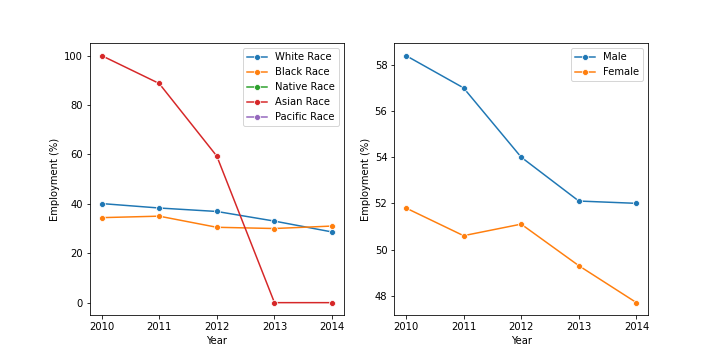 100
80
60
40
20
0
Employment (%)
2010 2011 2012 2013 2014
Year
White Race
Black Race
Native Race
Asian Race
Pacific Race
58
56
54
52
50
48
Employment (%)
2010 2011 2012 2013 2014
Year
Male
Female